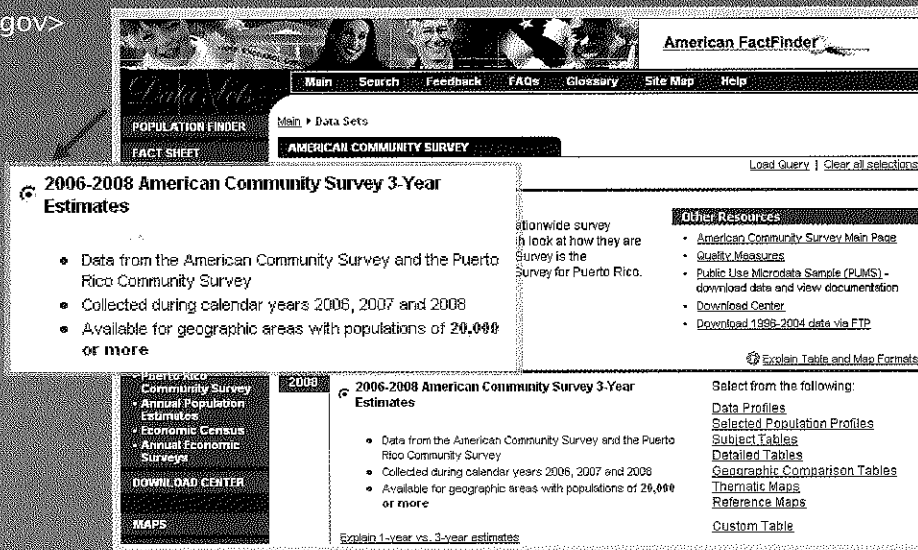 gov>
American FactFinder
Main Search Feedback FAQs Glossary Site Map Help
POPULATION FINDER
FACT SHEET
Main ▸ Data Sets
AMERICAN COMMUNITY SURVEY
Load Query | Clear all selections
2006-2008 American Community Survey 3-Year
Estimates
• Data from the American Community Survey and the Puerto
Rico Community Survey
• Collected during calendar years 2006, 2007 and 2008
• Available for geographic areas with populations of 20,000
or more
ationwide survey
h look at how they are
Survey is the
Survey for Puerto Rico.
Other Resources
• American Community Survey Main Page
• Quality Measures
• Public Use Microdata Sample (PUMS) -
download data and view documentation
• Download Center
• Download 1996-2004 data via FTP
Explain Table and Map Formats
• Puerto Rico
Community Survey
• Annual Population
Estimates
• Economic Census
• Annual Economic
Surveys
DOWNLOAD CENTER
MAPS
2008
2006-2008 American Community Survey 3-Year
Estimates
• Data from the American Community Survey and the Puerto
Rico Community Survey
• Collected during calendar years 2006, 2007 and 2008
• Available for geographic areas with populations of 20,000
or more
Explain 1-year vs. 3-year estimates
Select from the following:
Data Profiles
Selected Population Profiles
Subject Tables
Detailed Tables
Geographic Comparison Tables
Thematic Maps
Reference Maps
Custom Table